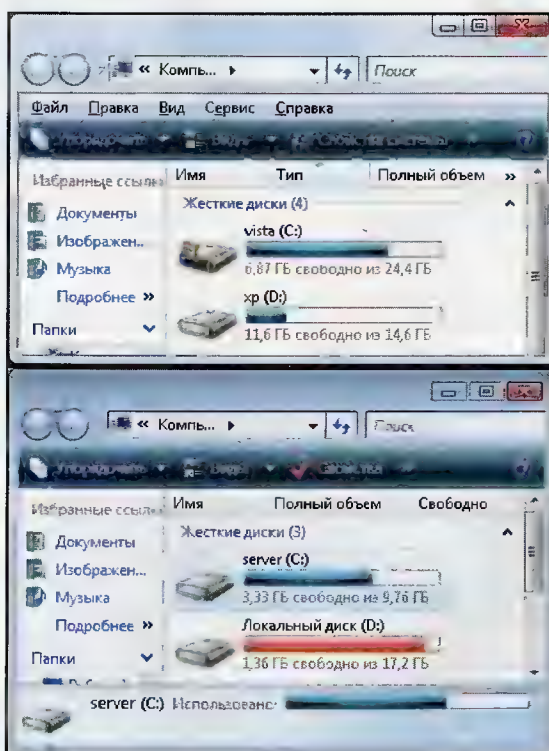 « Компь... Поиск
Файл Правка Вид Сервис Справка
Избранные ссылки Имя Тип Полный объем »
Документы
Изображен...
Музыка
Подробнее »
Папки
Жесткие диски (4)
vista (C:)
6,87 ГБ свободно из 24,4 ГБ
xp (D:)
11,6 ГБ свободно из 14,6 ГБ
« Компь... Поиск
Имя Полный объем Свободно
Документы
Изображен...
Музыка
Подробнее »
Папки
Жесткие диски (3)
server (C:)
3,33 ГБ свободно из 9,76 ГБ
Локальный диск (D:)
1,36 ГБ свободно из 17,2 ГБ
server (C:) Использовано: